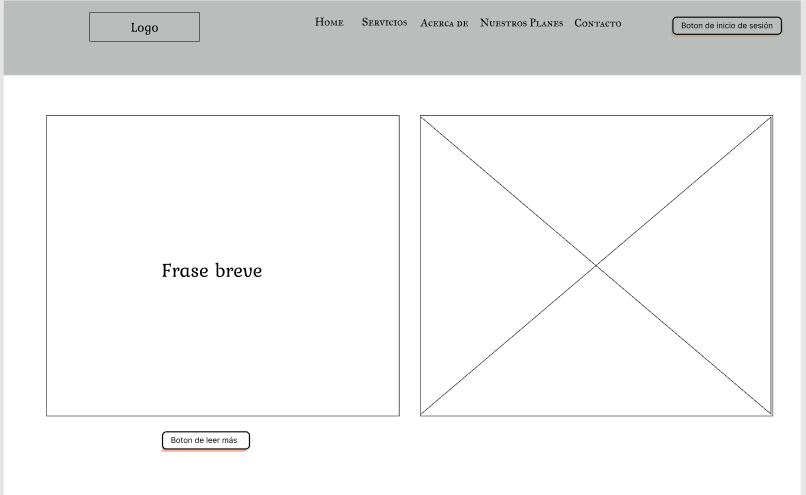 Logo
Home
Servicios
Acerca de
Nuestros Planes
Contacto
Boton de inicio de sesión
Frase breve
Boton de leer más